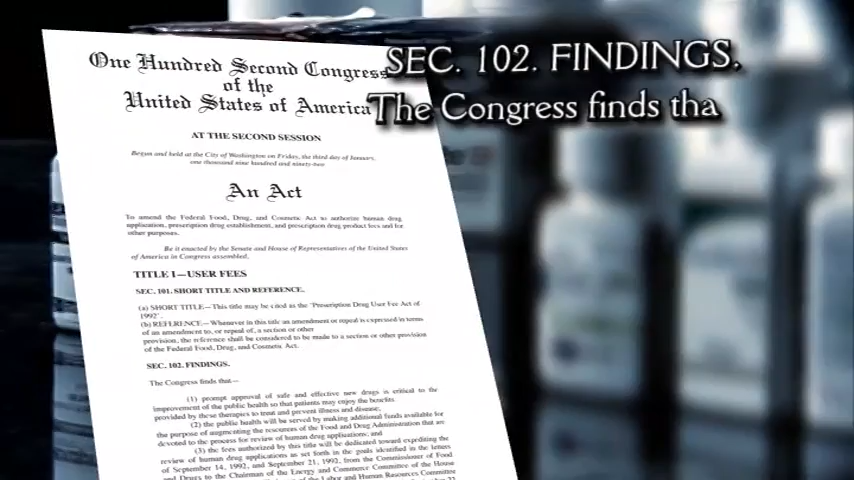 One Hundred Second Congress
of the
United States of America
AT THE SECOND SESSION
Begun and held at the City of Washington on Friday, the third day of January,
one thousand nine hundred and ninety-two
An Act
To amend the Federal Food, Drug, and Cosmetic Act to authorize human drug
application, prescription drug establishment, and prescription drug product fees and for
other purposes.
Be it enacted by the Senate and House of Representatives of the United States
of America in Congress assembled,
TITLE I—USER FEES
SEC. 101. SHORT TITLE AND REFERENCE.
(a) SHORT TITLE—This title may be cited as the "Prescription Drug User Fee Act of
1992".
(b) REFERENCE—Whenever in this title an amendment or repeal is expressed in terms
of an amendment to, or repeal of, a section or other
provision, the reference shall be considered to be made to a section or other provision
of the Federal Food, Drug, and Cosmetic Act.
SEC. 102. FINDINGS.
The Congress finds that—
(1) prompt approval of safe and effective new drugs is critical to the
improvement of the public health so that patients may enjoy the benefits
provided by these therapies to treat and prevent illness and disease;
(2) the public health will be served by making additional funds available for
the purpose of augmenting the resources of the Food and Drug Administration that are
devoted to the process for review of human drug applications; and
(3) the fees authorized by this title will be dedicated toward expediting the
review of human drug applications as set forth in the goals identified in the letters
of September 14, 1992, and September 21, 1992, from the Commissioner of Food
and Drugs to the Chairman of the Energy and Commerce Committee of the House
of the Labor and Human Resources Committee
SEC. 102. FINDINGS.
The Congress finds tha